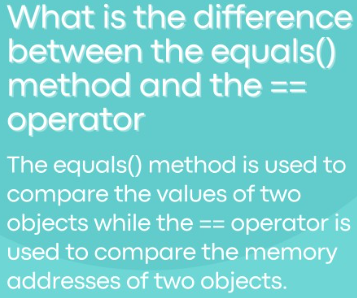 What is the difference
between the equals()
method and the ==
operator
The equals() method is used to
compare the values of two
objects while the == operator is
used to compare the memory
addresses of two objects.